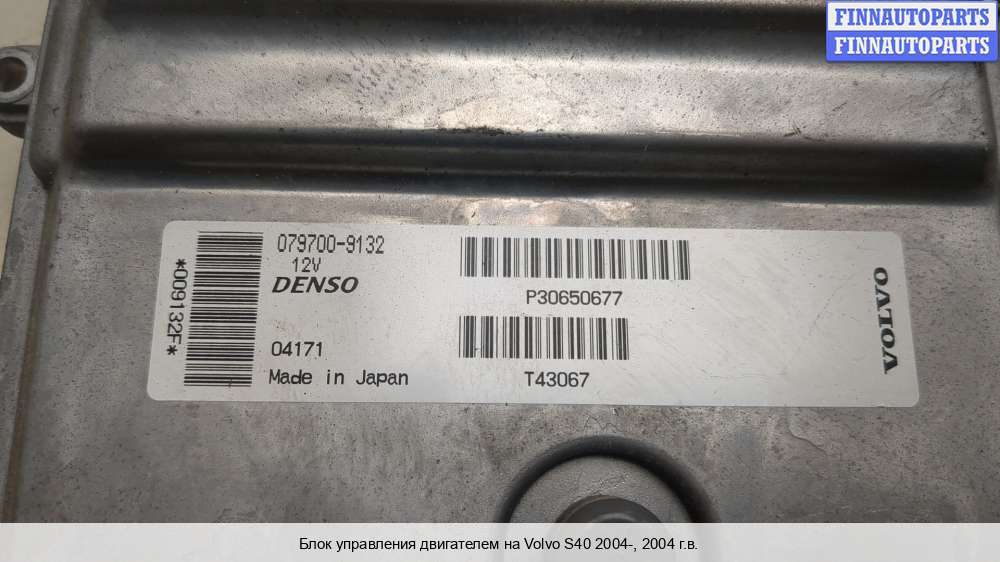 FINNAUTOPARTS
FINNAUTOPARTS
*009132F*
079700-9132
12V
DENSO
04171
Made in Japan
P30650677
T43067
VOLVO
Блок управления двигателем на Volvo S40 2004-, 2004 г.в.